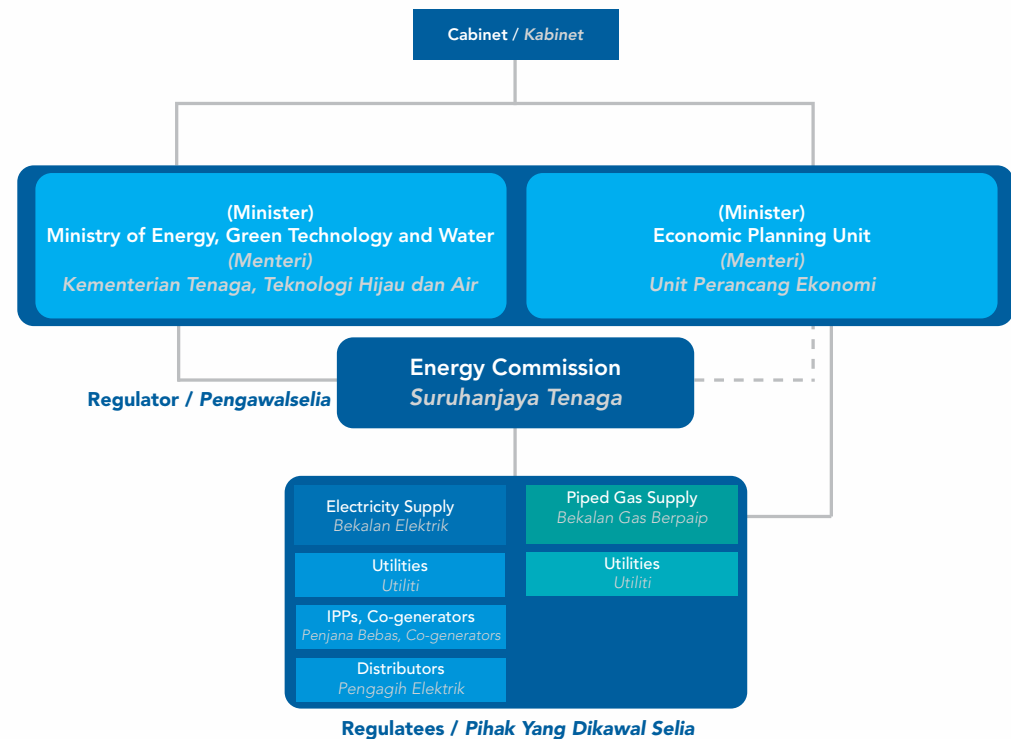 Cabinet / Kabinet
(Minister)
Ministry of Energy, Green Technology and Water
(Menteri)
Kementerian Tenaga, Teknologi Hijau dan Air
(Minister)
Economic Planning Unit
(Menteri)
Unit Perancang Ekonomi
Energy Commission
Suruhanjaya Tenaga
Regulator / Pengawalselia
Electricity Supply
Bekalan Elektrik
Utilities
Utiliti
IPPs, Co-generators
Penjana Bebas, Co-generators
Distributors
Pengagih Elektrik
Piped Gas Supply
Bekalan Gas Berpaip
Utilities
Utiliti
Regulatees / Pihak Yang Dikawal Selia